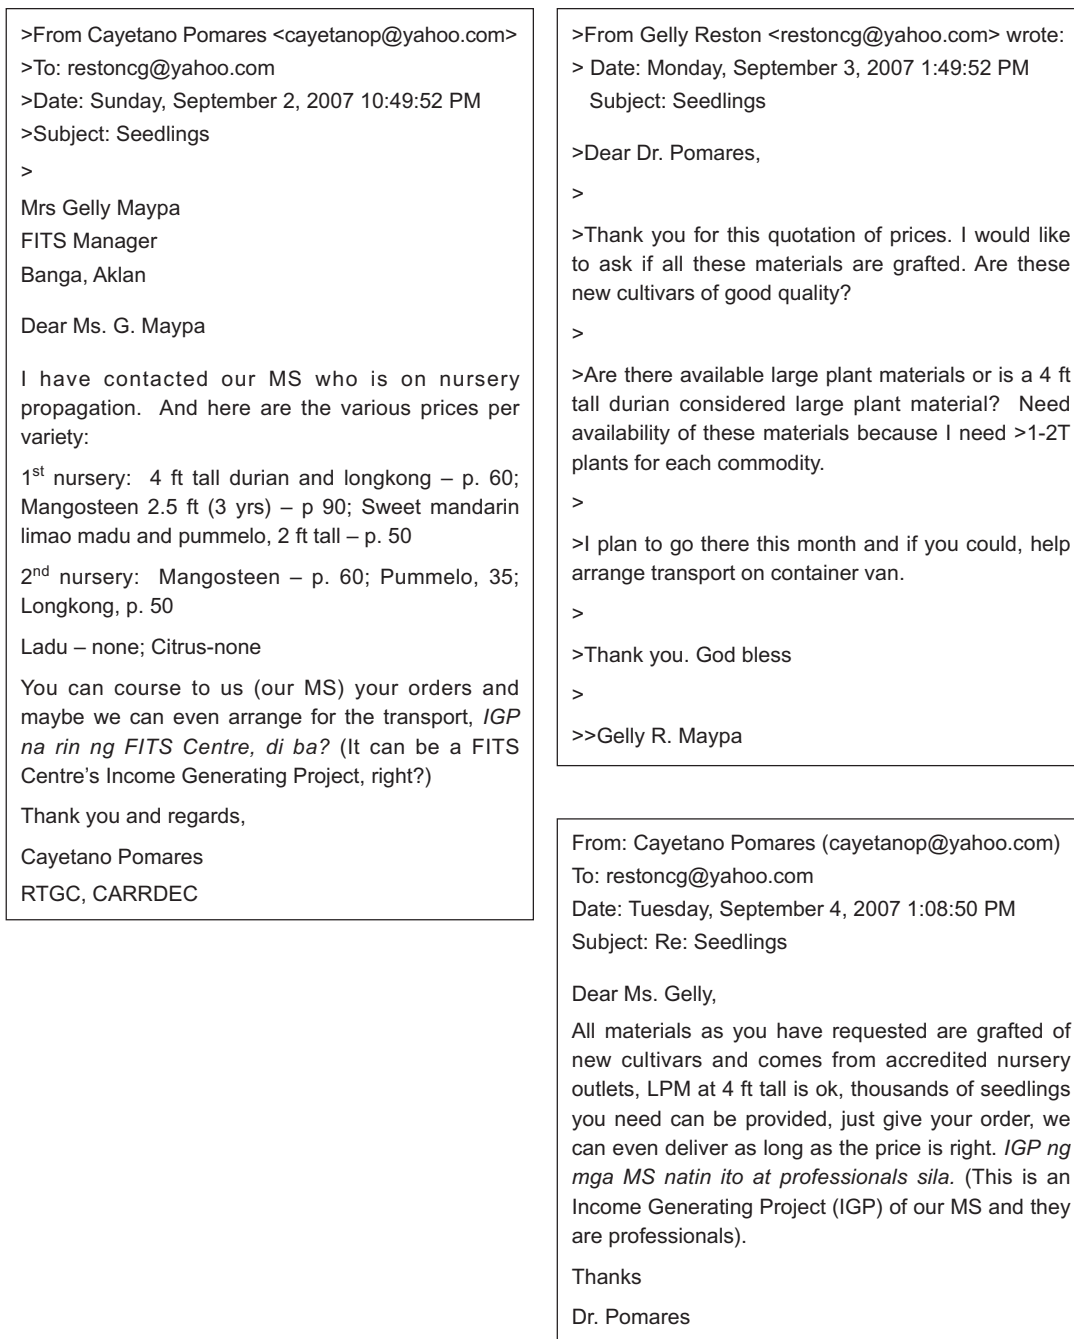 >From Cayetano Pomares <cayetanop@yahoo.com>
>To: restoncg@yahoo.com
>Date: Sunday, September 2, 2007 10:49:52 PM
>Subject: Seedlings
>
Mrs Gelly Maypa
FITS Manager
Banga, Aklan
Dear Ms. G. Maypa
I have contacted our MS who is on nursery
propagation. And here are the various prices per
variety:
1st nursery: 4 ft tall durian and longkong – p. 60;
Mangosteen 2.5 ft (3 yrs) – p 90; Sweet mandarin
limao madu and pummelo, 2 ft tall – p. 50
2nd nursery: Mangosteen – p. 60; Pummelo, 35;
Longkong, p. 50
Ladu – none; Citrus-none
You can course to us (our MS) your orders and
maybe we can even arrange for the transport, IGP
na rin ng FITS Centre, di ba? (It can be a FITS
Centre's Income Generating Project, right?)
Thank you and regards,
Cayetano Pomares
RTGC, CARRDEC
>From Gelly Reston <restoncg@yahoo.com> wrote:
> Date: Monday, September 3, 2007 1:49:52 PM
Subject: Seedlings
>Dear Dr. Pomares,
>
>Thank you for this quotation of prices. I would like
to ask if all these materials are grafted. Are these
new cultivars of good quality?
>
>Are there available large plant materials or is a 4 ft
tall durian considered large plant material? Need
availability of these materials because I need >1-2T
plants for each commodity.
>
>I plan to go there this month and if you could, help
arrange transport on container van.
>
>Thank you. God bless
>
>>Gelly R. Maypa
From: Cayetano Pomares (cayetanop@yahoo.com)
To: restoncg@yahoo.com
Date: Tuesday, September 4, 2007 1:08:50 PM
Subject: Re: Seedlings
Dear Ms. Gelly,
All materials as you have requested are grafted of
new cultivars and comes from accredited nursery
outlets, LPM at 4 ft tall is ok, thousands of seedlings
you need can be provided, just give your order, we
can even deliver as long as the price is right. IGP ng
mga MS natin ito at professionals sila. (This is an
Income Generating Project (IGP) of our MS and they
are professionals).
Thanks
Dr. Pomares